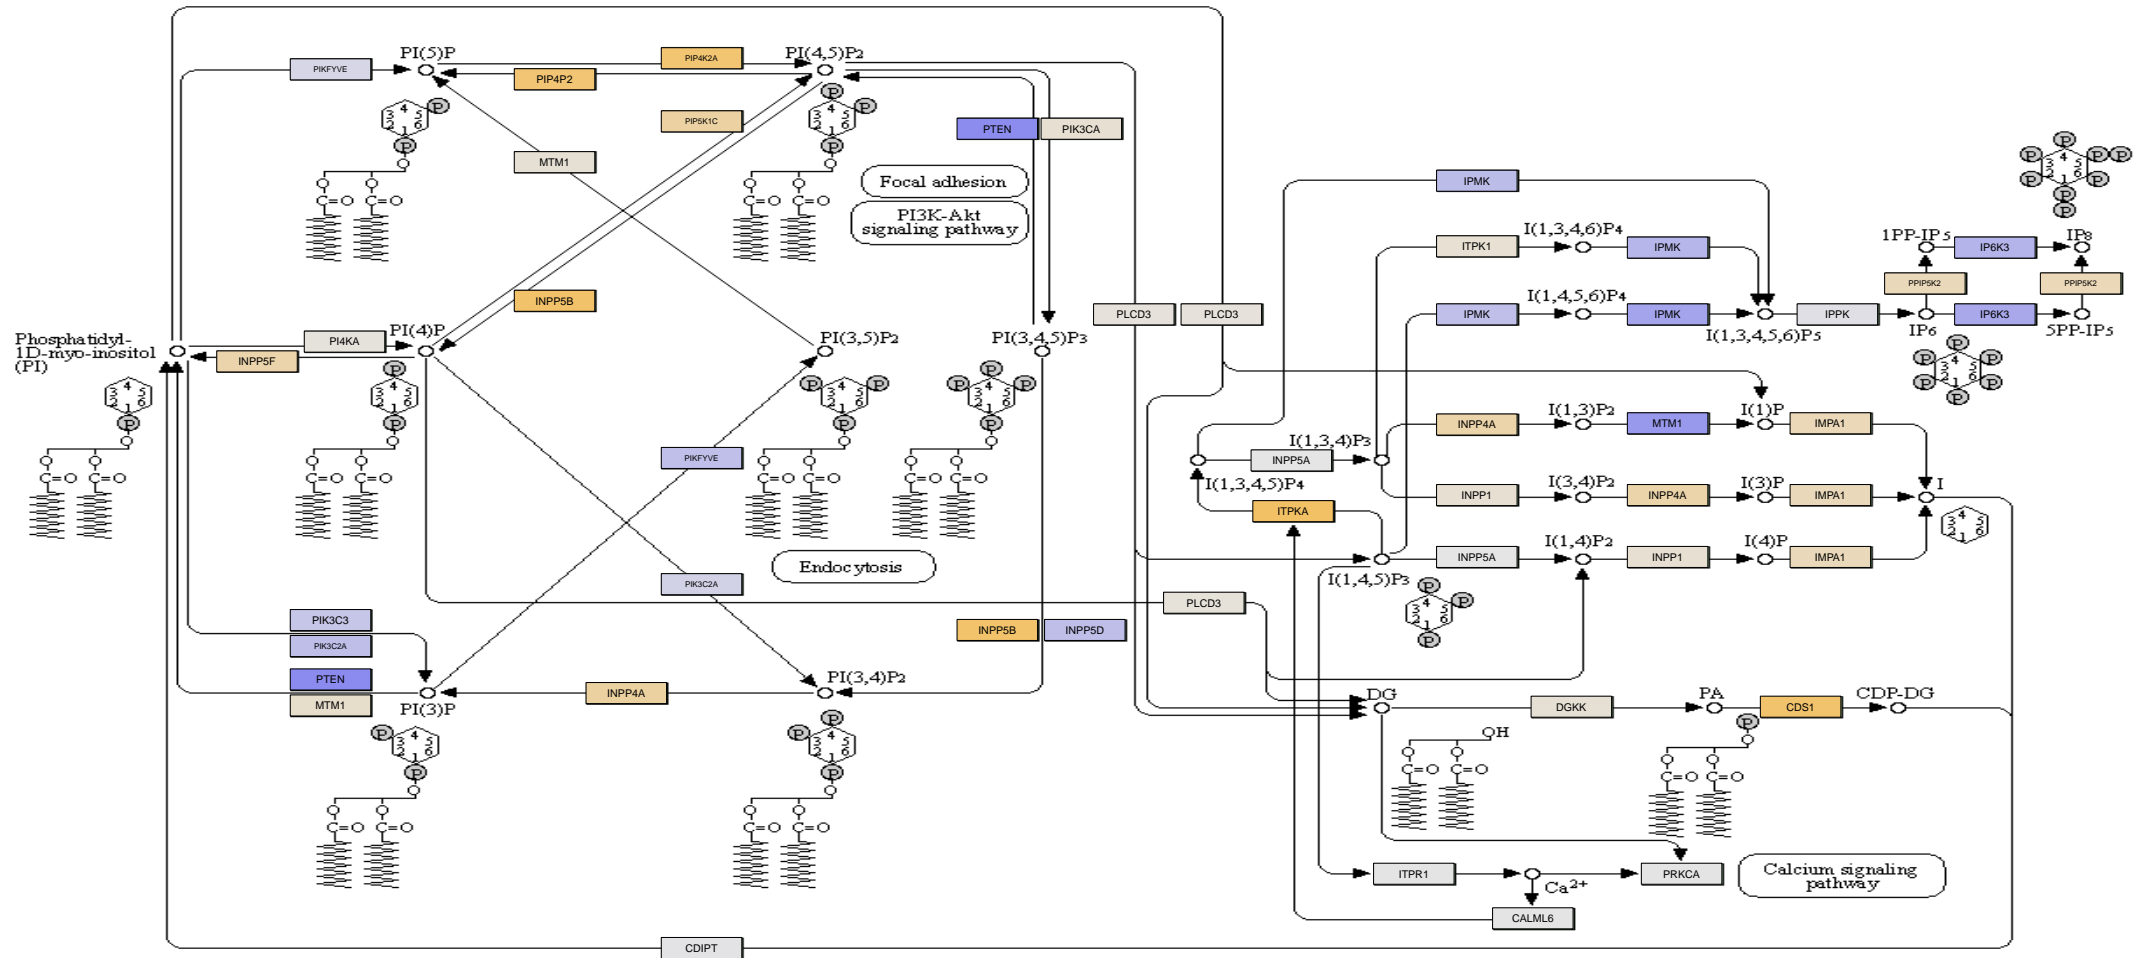 PI(5)P
PIKFYVE
PIP4K2A
PIP4P2
PI(4,5)P2
PIP5K1C
MTM1
PTEN
PIK3CA
Focal adhesion
PI3K-Akt
signaling pathway
INPP5B
Phosphatidyl-
1D-myo-inositol
(PI)
PI4KA
INPP5F
PI(4)P
PI(3,5)P2
PI(3,4,5)P3
PIKFYVE
Endocytosis
PIK3C2A
PIK3C3
PIK3C2A
PTEN
MTM1
PI(3)P
INPP4A
PI(3,4)P2
INPP5B
INPP5D
PLCD3
PLCD3
PLCD3
IPMK
ITPK1
I(1,3,4,6)P4
IPMK
IPMK
I(1,4,5,6)P4
IPMK
I(1,3,4,5,6)P5
IPPK
IP6
1PP-IP5
IP6K3
IP8
PPIP5K2
PPIP5K2
IP6K3
5PP-IP5
I(1,3,4)P3
INPP5A
I(1,3,4,5)P4
ITPKA
INPP4A
I(1,3)P2
MTM1
I(1)P
IMPA1
INPP1
I(3,4)P2
INPP4A
I(3)P
IMPA1
I
I(1,4,5)P3
INPP5A
I(1,4)P2
INPP1
I(4)P
IMPA1
DG
DGKK
PA
CDS1
CDP-DG
OH
ITPR1
Ca2+
PRKCA
CALML6
Calcium signaling
pathway
CDIPT